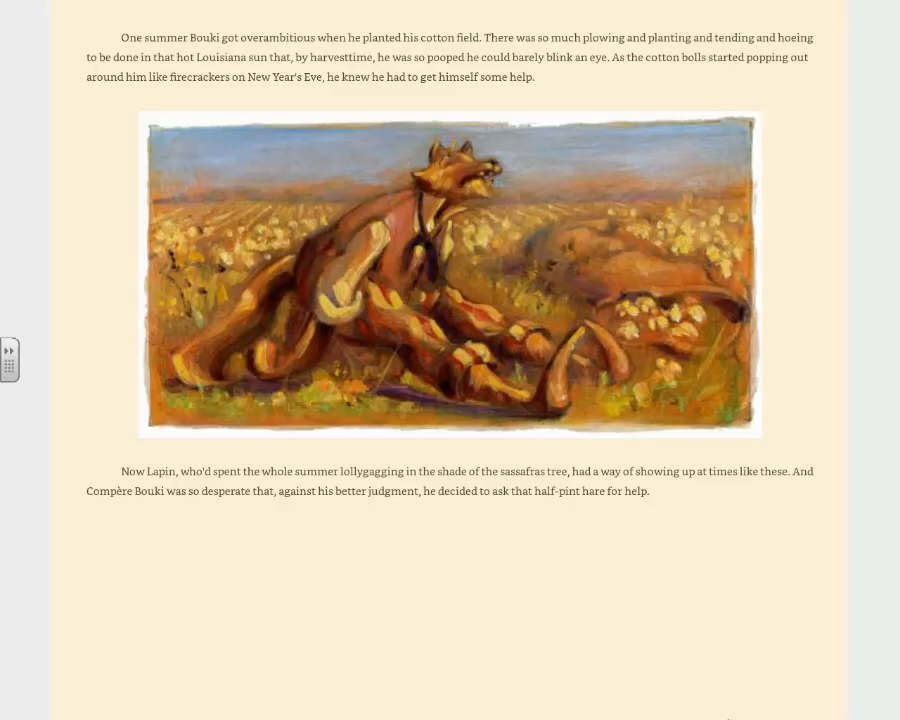 One summer Bouki got overambitious when he planted his cotton field. There was so much plowing and planting and tending and hoeing
to be done in that hot Louisiana sun that, by harvesttime, he was so pooped he could barely blink an eye. As the cotton bolls started popping out
around him like firecrackers on New Year's Eve, he knew he had to get himself some help.
Now Lapin, who'd spent the whole summer lollygagging in the shade of the sassafras tree, had a way of showing up at times like these. And
Compère Bouki was so desperate that, against his better judgment, he decided to ask that half-pint hare for help.